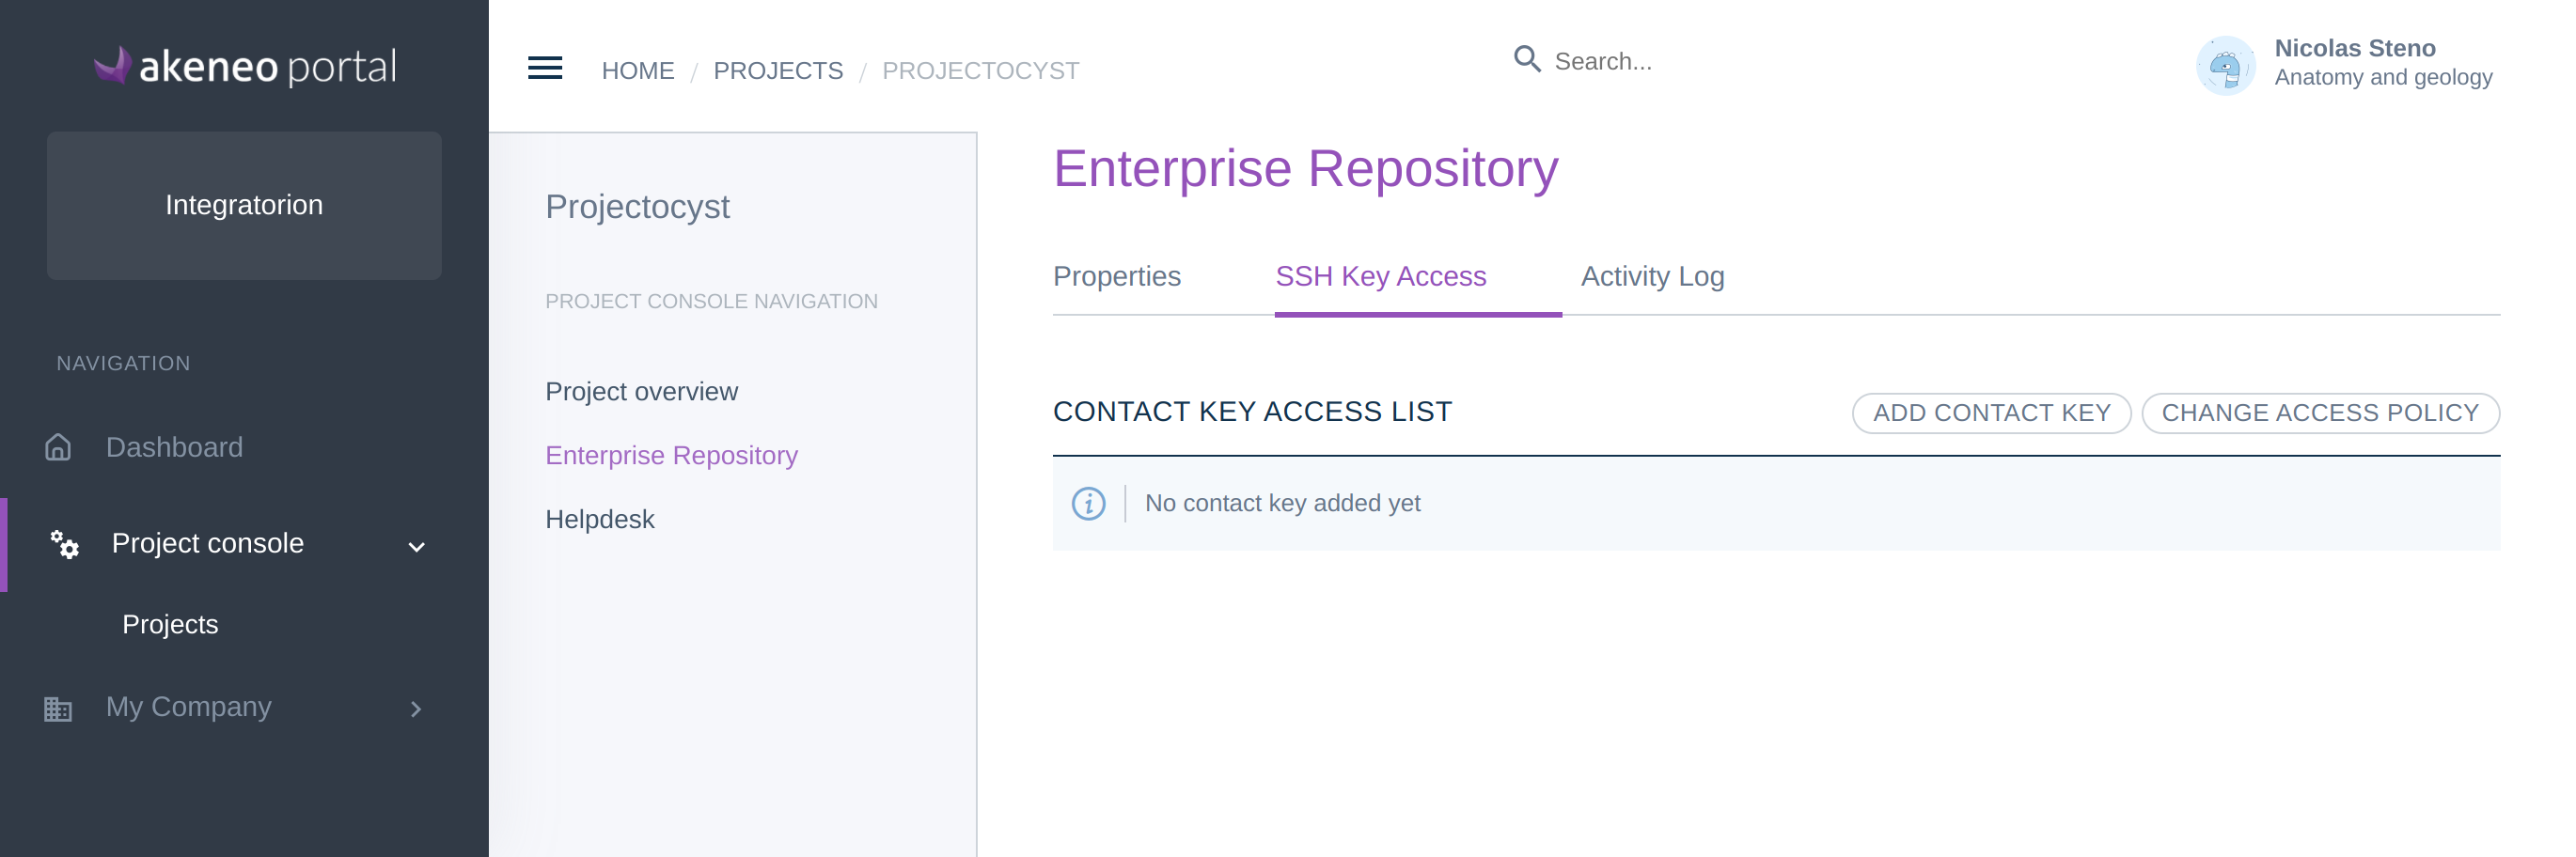 akeneo portal
Integratorion
NAVIGATION
Dashboard
Project console
Projects
My Company
HOME / PROJECTS / PROJECTOCYST
Search...
Nicolas Steno
Anatomy and geology
Projectocyst
PROJECT CONSOLE NAVIGATION
Project overview
Enterprise Repository
Helpdesk
Enterprise Repository
Properties SSH Key Access Activity Log
CONTACT KEY ACCESS LIST ADD CONTACT KEY CHANGE ACCESS POLICY
No contact key added yet